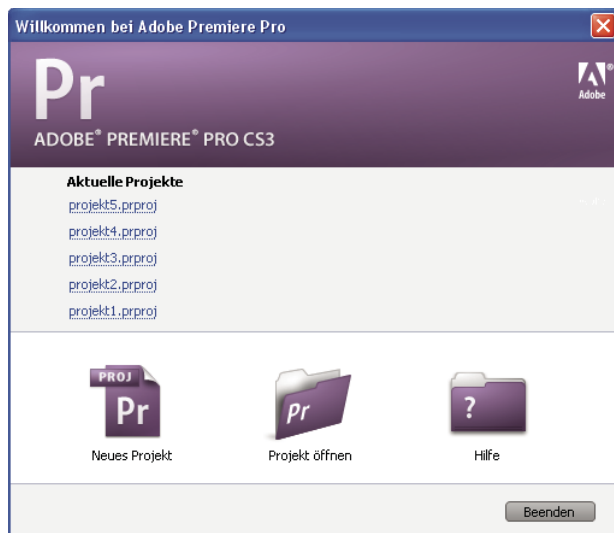 Willkommen bei Adobe Premiere Pro
Pr
Adobe®
ADOBE® PREMIERE® PRO CS3
Aktuelle Projekte
projekt5.prproj
projekt4.prproj
projekt3.prproj
projekt2.prproj
projekt1.prproj
PROJ
Pr
Pr
?
Neues Projekt
Projekt öffnen
Hilfe
Beenden